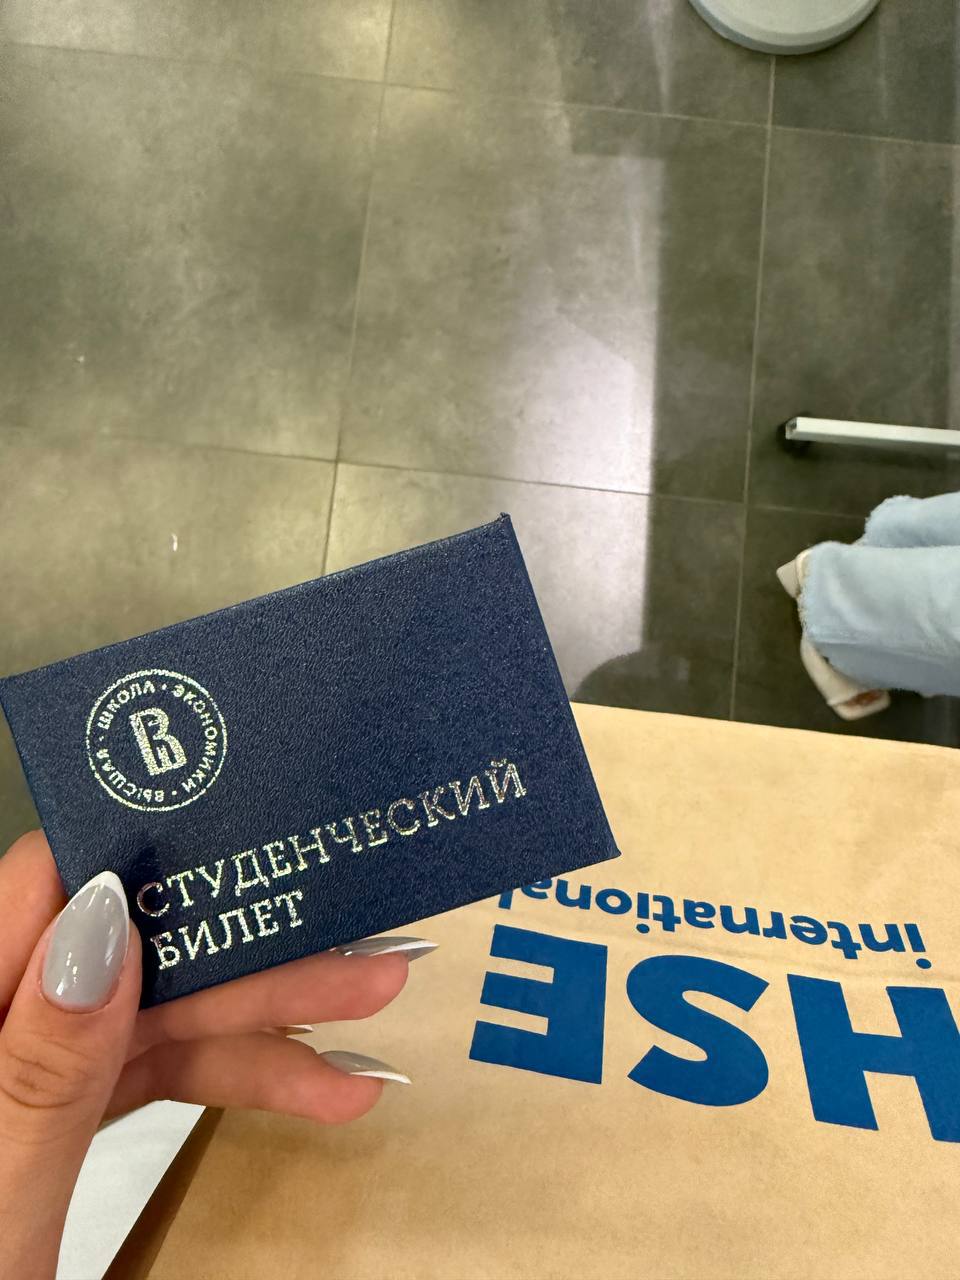 ВЫСШАЯ • ШКОЛА • ЭКОНОМИКИ •
СТУДЕНЧЕСКИЙ
БИЛЕТ
HSE
international